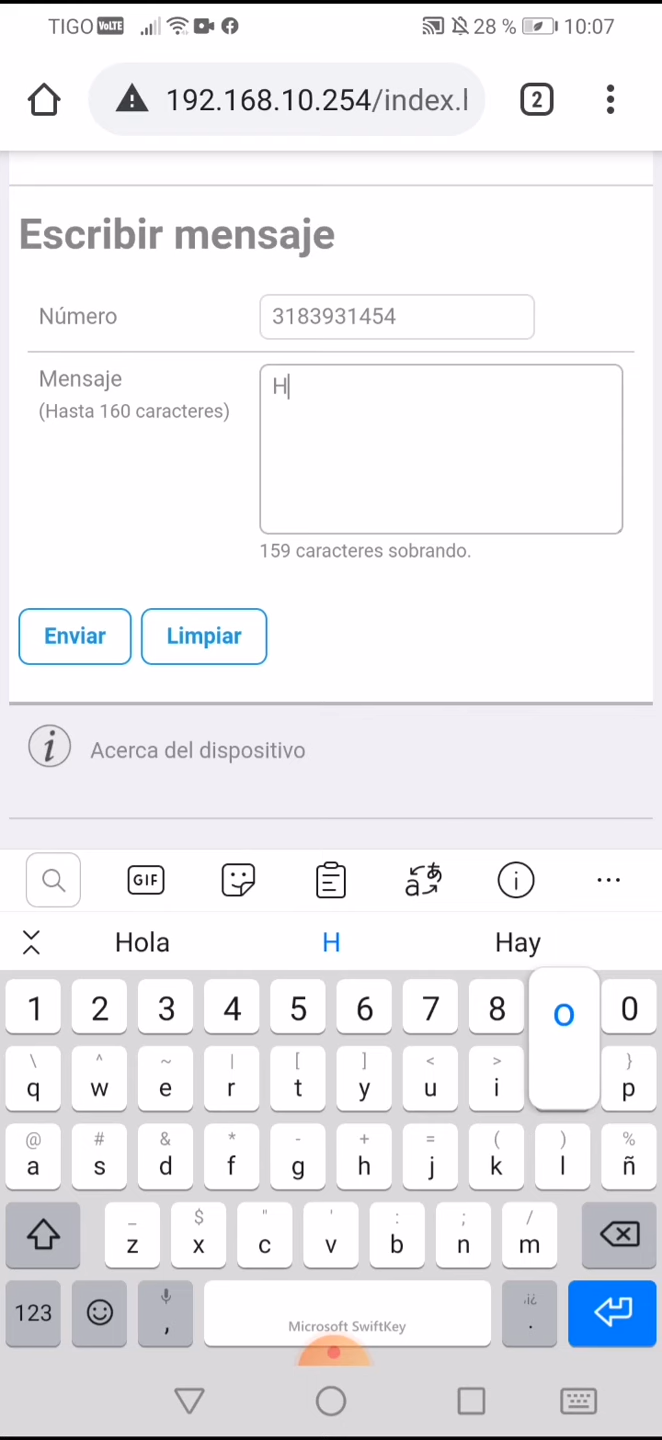 TIGO VoLTE 28 % 10:07
192.168.10.254/index.l 2
Escribir mensaje
Número 3183931454
Mensaje H
(Hasta 160 caracteres)
159 caracteres sobrando.
Enviar Limpiar
i Acerca del dispositivo
GIF aあ i ...
Hola H Hay
1 2 3 4 5 6 7 8 o 0
\ ^ ~ | [ ] < > }
q w e r t y u i p
@ # & * - + = ( ) %
a s d f g h j k l ñ
_ $ " ' : ; /
z x c v b n m
123 , Microsoft SwiftKey .